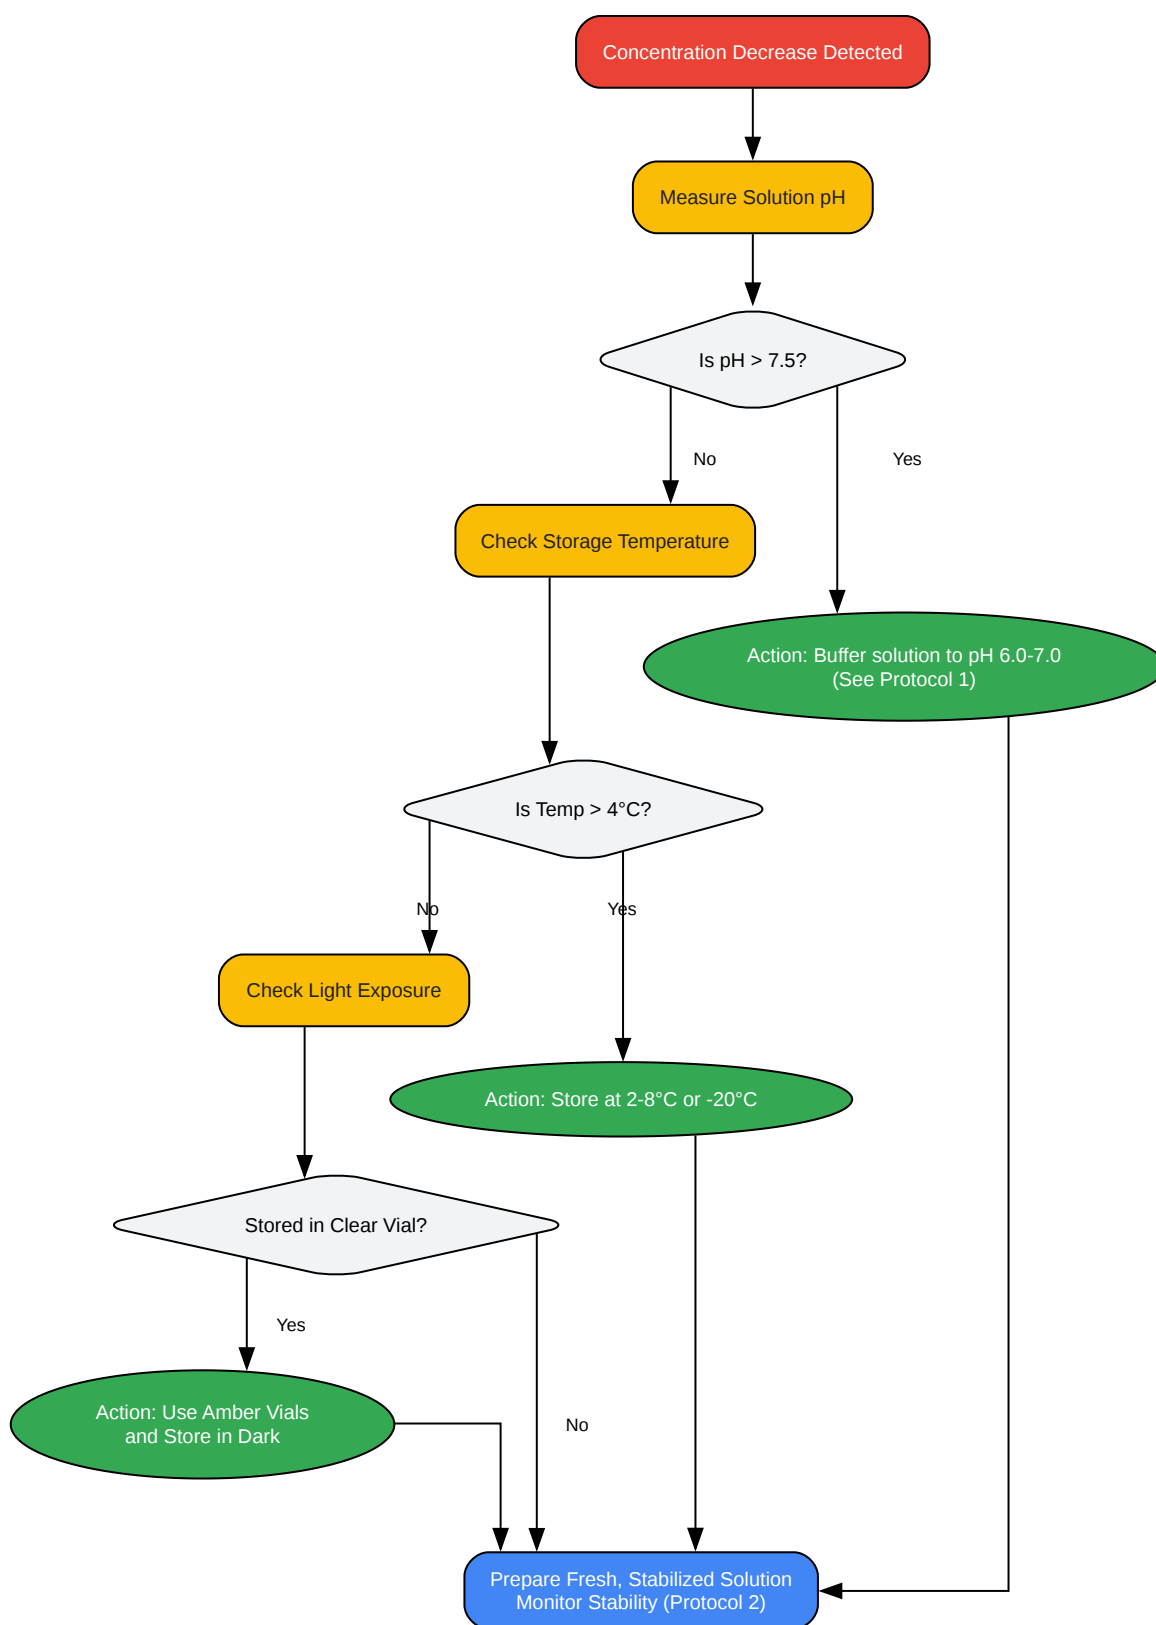 Concentration Decrease Detected
Measure Solution pH
Is pH > 7.5?
No
Yes
Check Storage Temperature
Action: Buffer solution to pH 6.0-7.0
(See Protocol 1)
Is Temp > 4°C?
No
Yes
Check Light Exposure
Action: Store at 2-8°C or -20°C
Stored in Clear Vial?
Yes
Action: Use Amber Vials
and Store in Dark
No
Prepare Fresh, Stabilized Solution
Monitor Stability (Protocol 2)